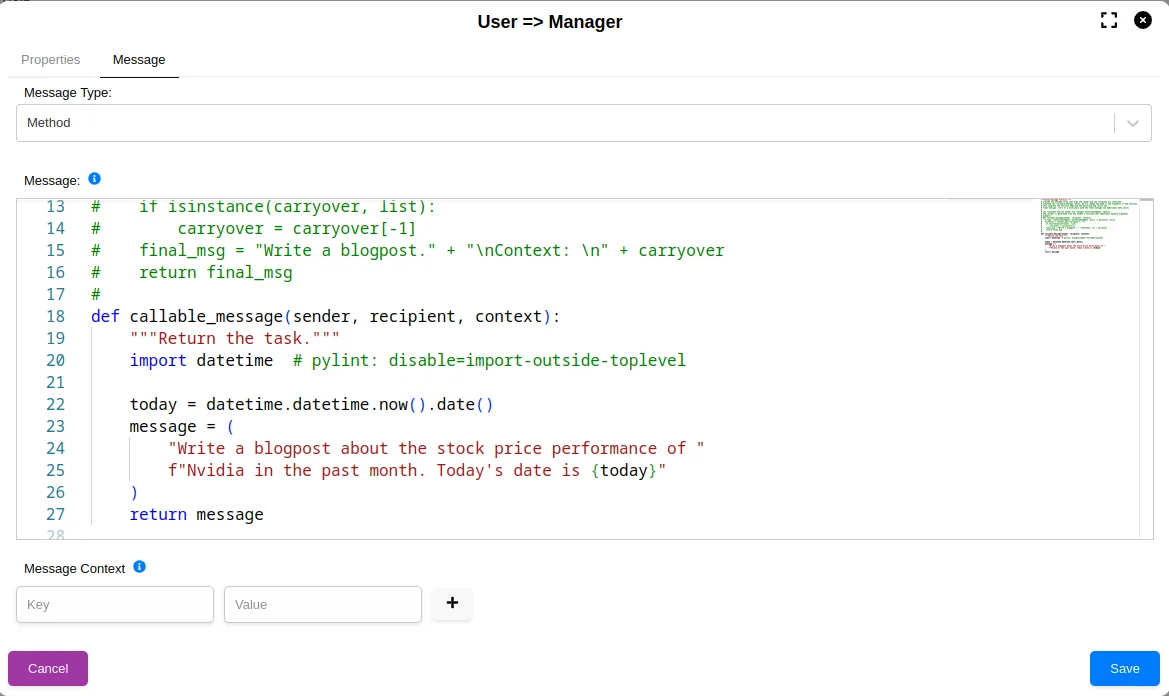 User => Manager
Properties Message
Message Type:
Method
Message:
13 #    if isinstance(carryover, list):
14 #        carryover = carryover[-1]
15 #    final_msg = "Write a blogpost." + "\nContext: \n" + carryover
16 #    return final_msg
17 #
18 def callable_message(sender, recipient, context):
19     """Return the task."""
20     import datetime  # pylint: disable=import-outside-toplevel
21
22     today = datetime.datetime.now().date()
23     message = (
24         "Write a blogpost about the stock price performance of "
25         f"Nvidia in the past month. Today's date is {today}"
26     )
27     return message
28
Message Context
Key Value +
Cancel Save